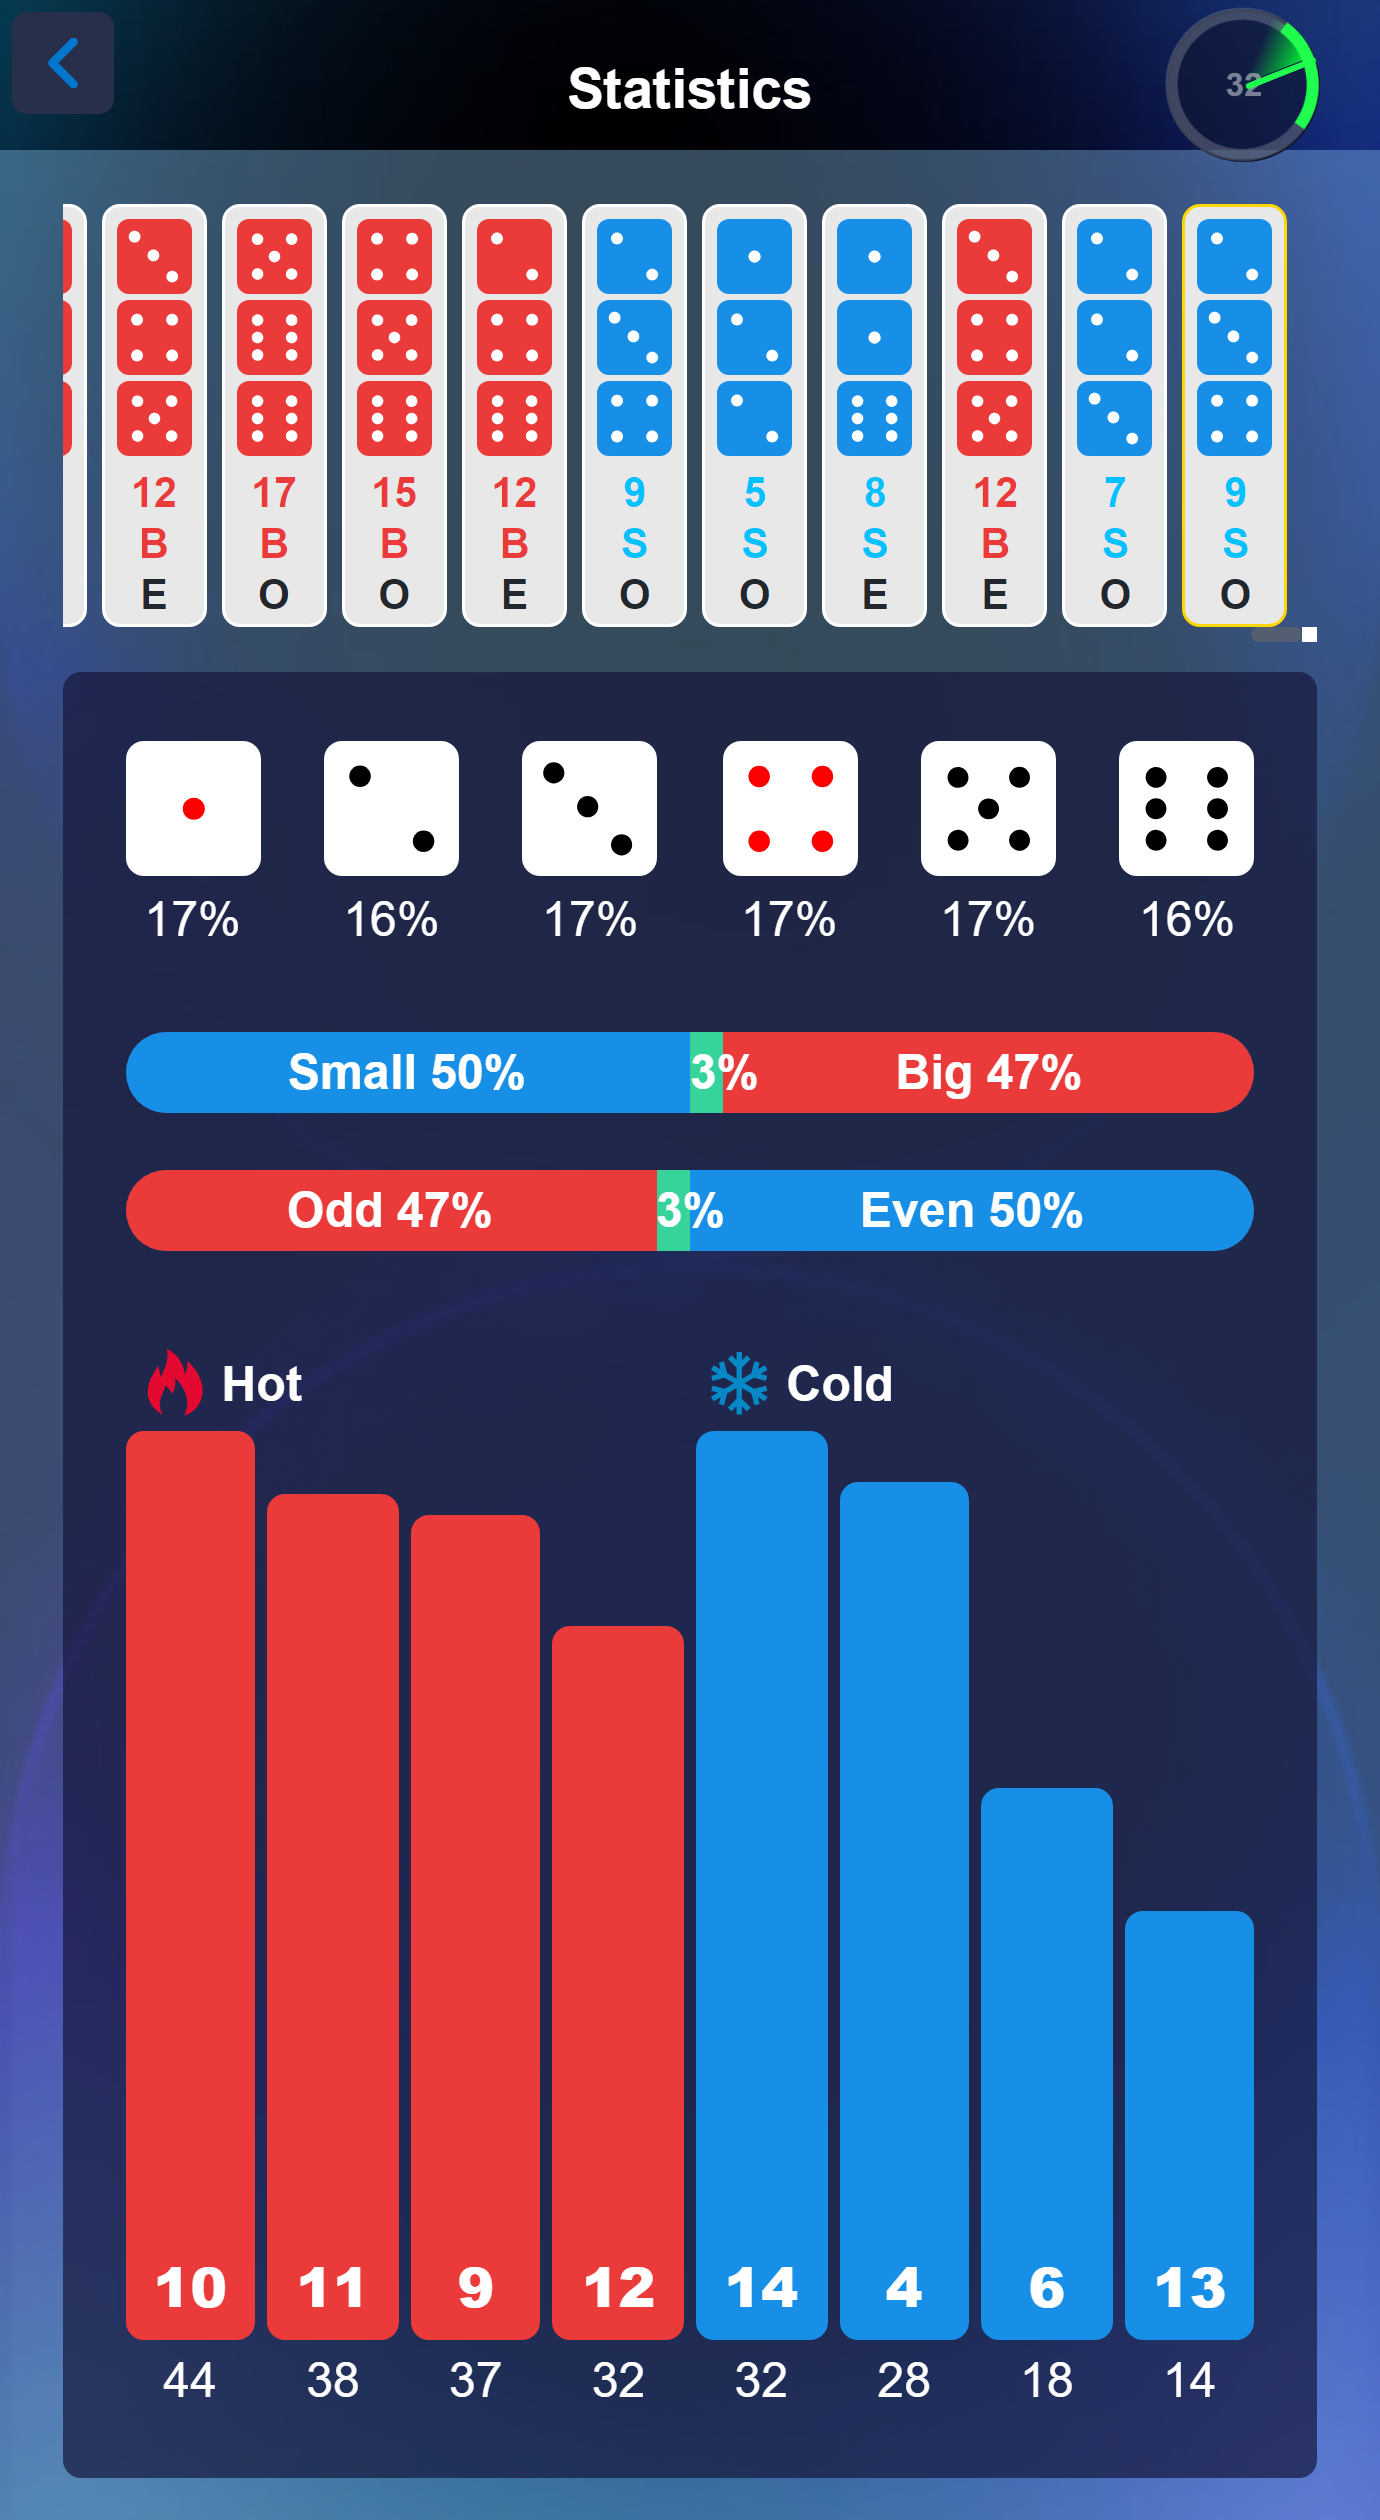 Statistics
32
12 17 15 12 9 5 8 12 7 9
B B B B S S S B S S
E O O E O O E E O O
17% 16% 17% 17% 17% 16%
Small 50% 3% Big 47%
Odd 47% 3% Even 50%
Hot Cold
10 11 9 12 14 4 6 13
44 38 37 32 32 28 18 14